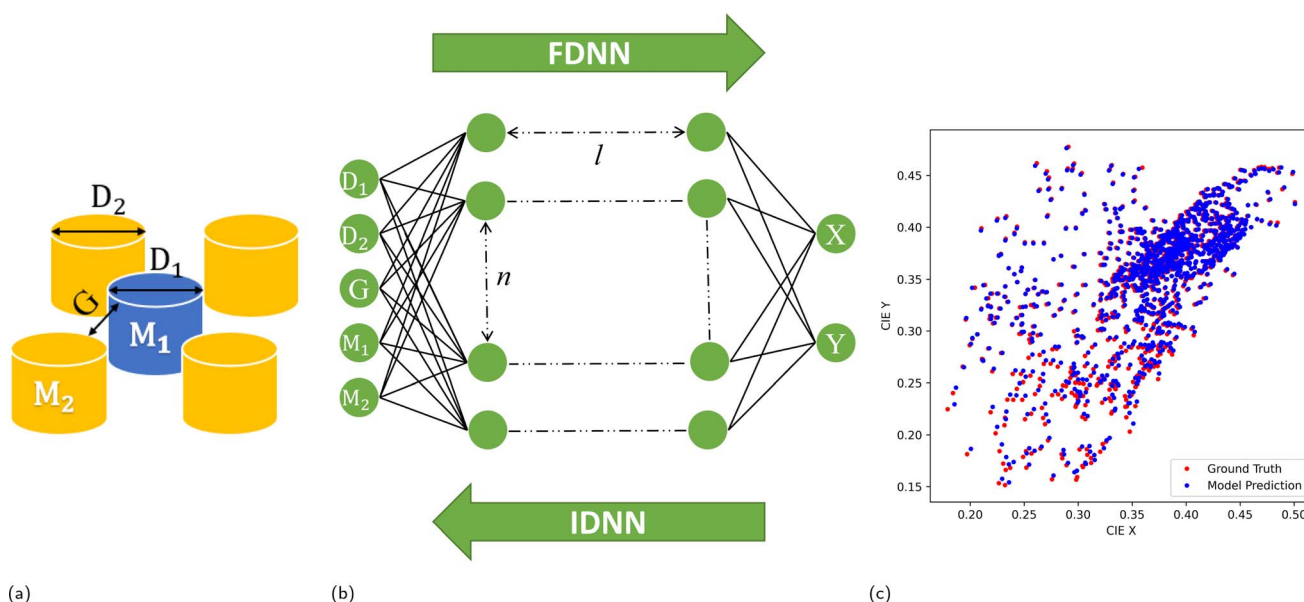 FDNN
D₂
D₁
G
M₁
M₂
D₁
D₂
G
M₁
M₂
l
n
X
Y
IDNN
CIE Y
0.45
0.40
0.35
0.30
0.25
0.20
0.15
Ground Truth
Model Prediction
0.20 0.25 0.30 0.35 0.40 0.45 0.50
CIE X
(a) (b) (c)